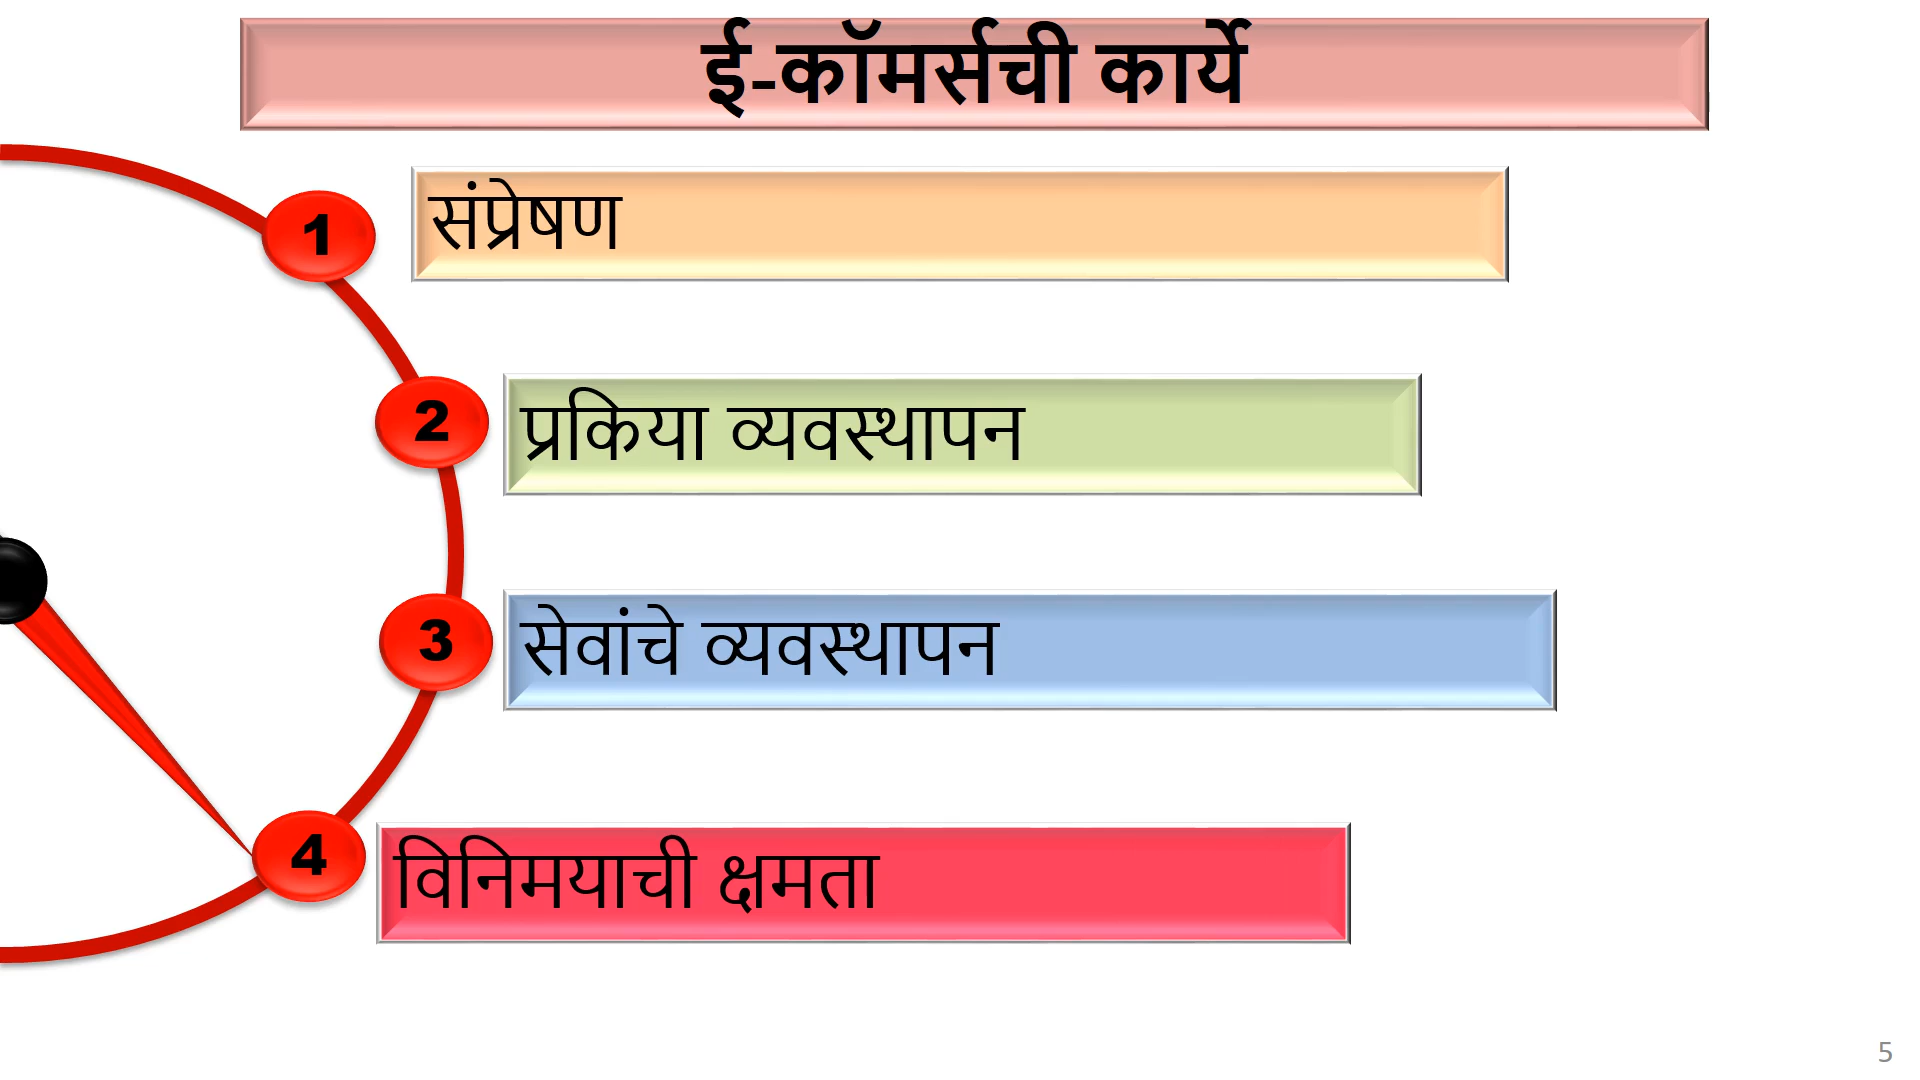 ई-कॉमर्सची कार्ये
1
संप्रेषण
2
प्रकिया व्यवस्थापन
3
सेवांचे व्यवस्थापन
4
विनिमयाची क्षमता
5